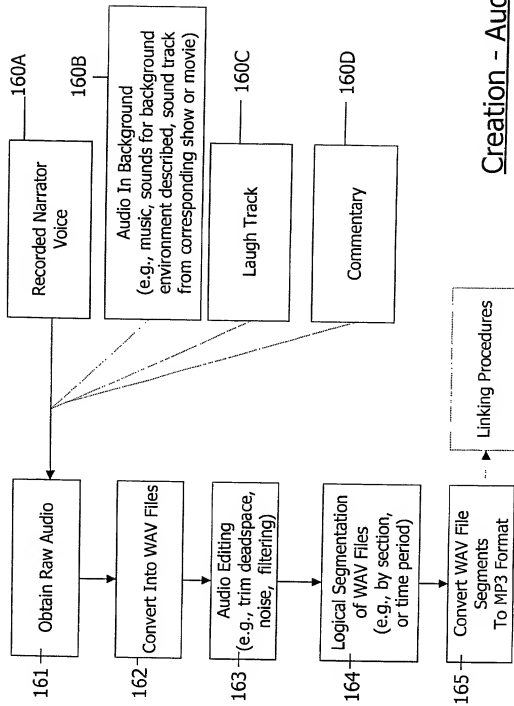 160A
Recorded Narrator
Voice
160B
Audio In Background
(e.g., music, sounds for background
environment described, sound track
from corresponding show or movie)
160C
Laugh Track
160D
Commentary
161
Obtain Raw Audio
162
Convert Into WAV Files
163
Audio Editing
(e.g., trim deadspace,
noise, filtering)
164
Logical Segmentation
of WAV Files
(e.g., by section,
or time period)
165
Convert WAV File
Segments
To MP3 Format
Linking Procedures
Creation -